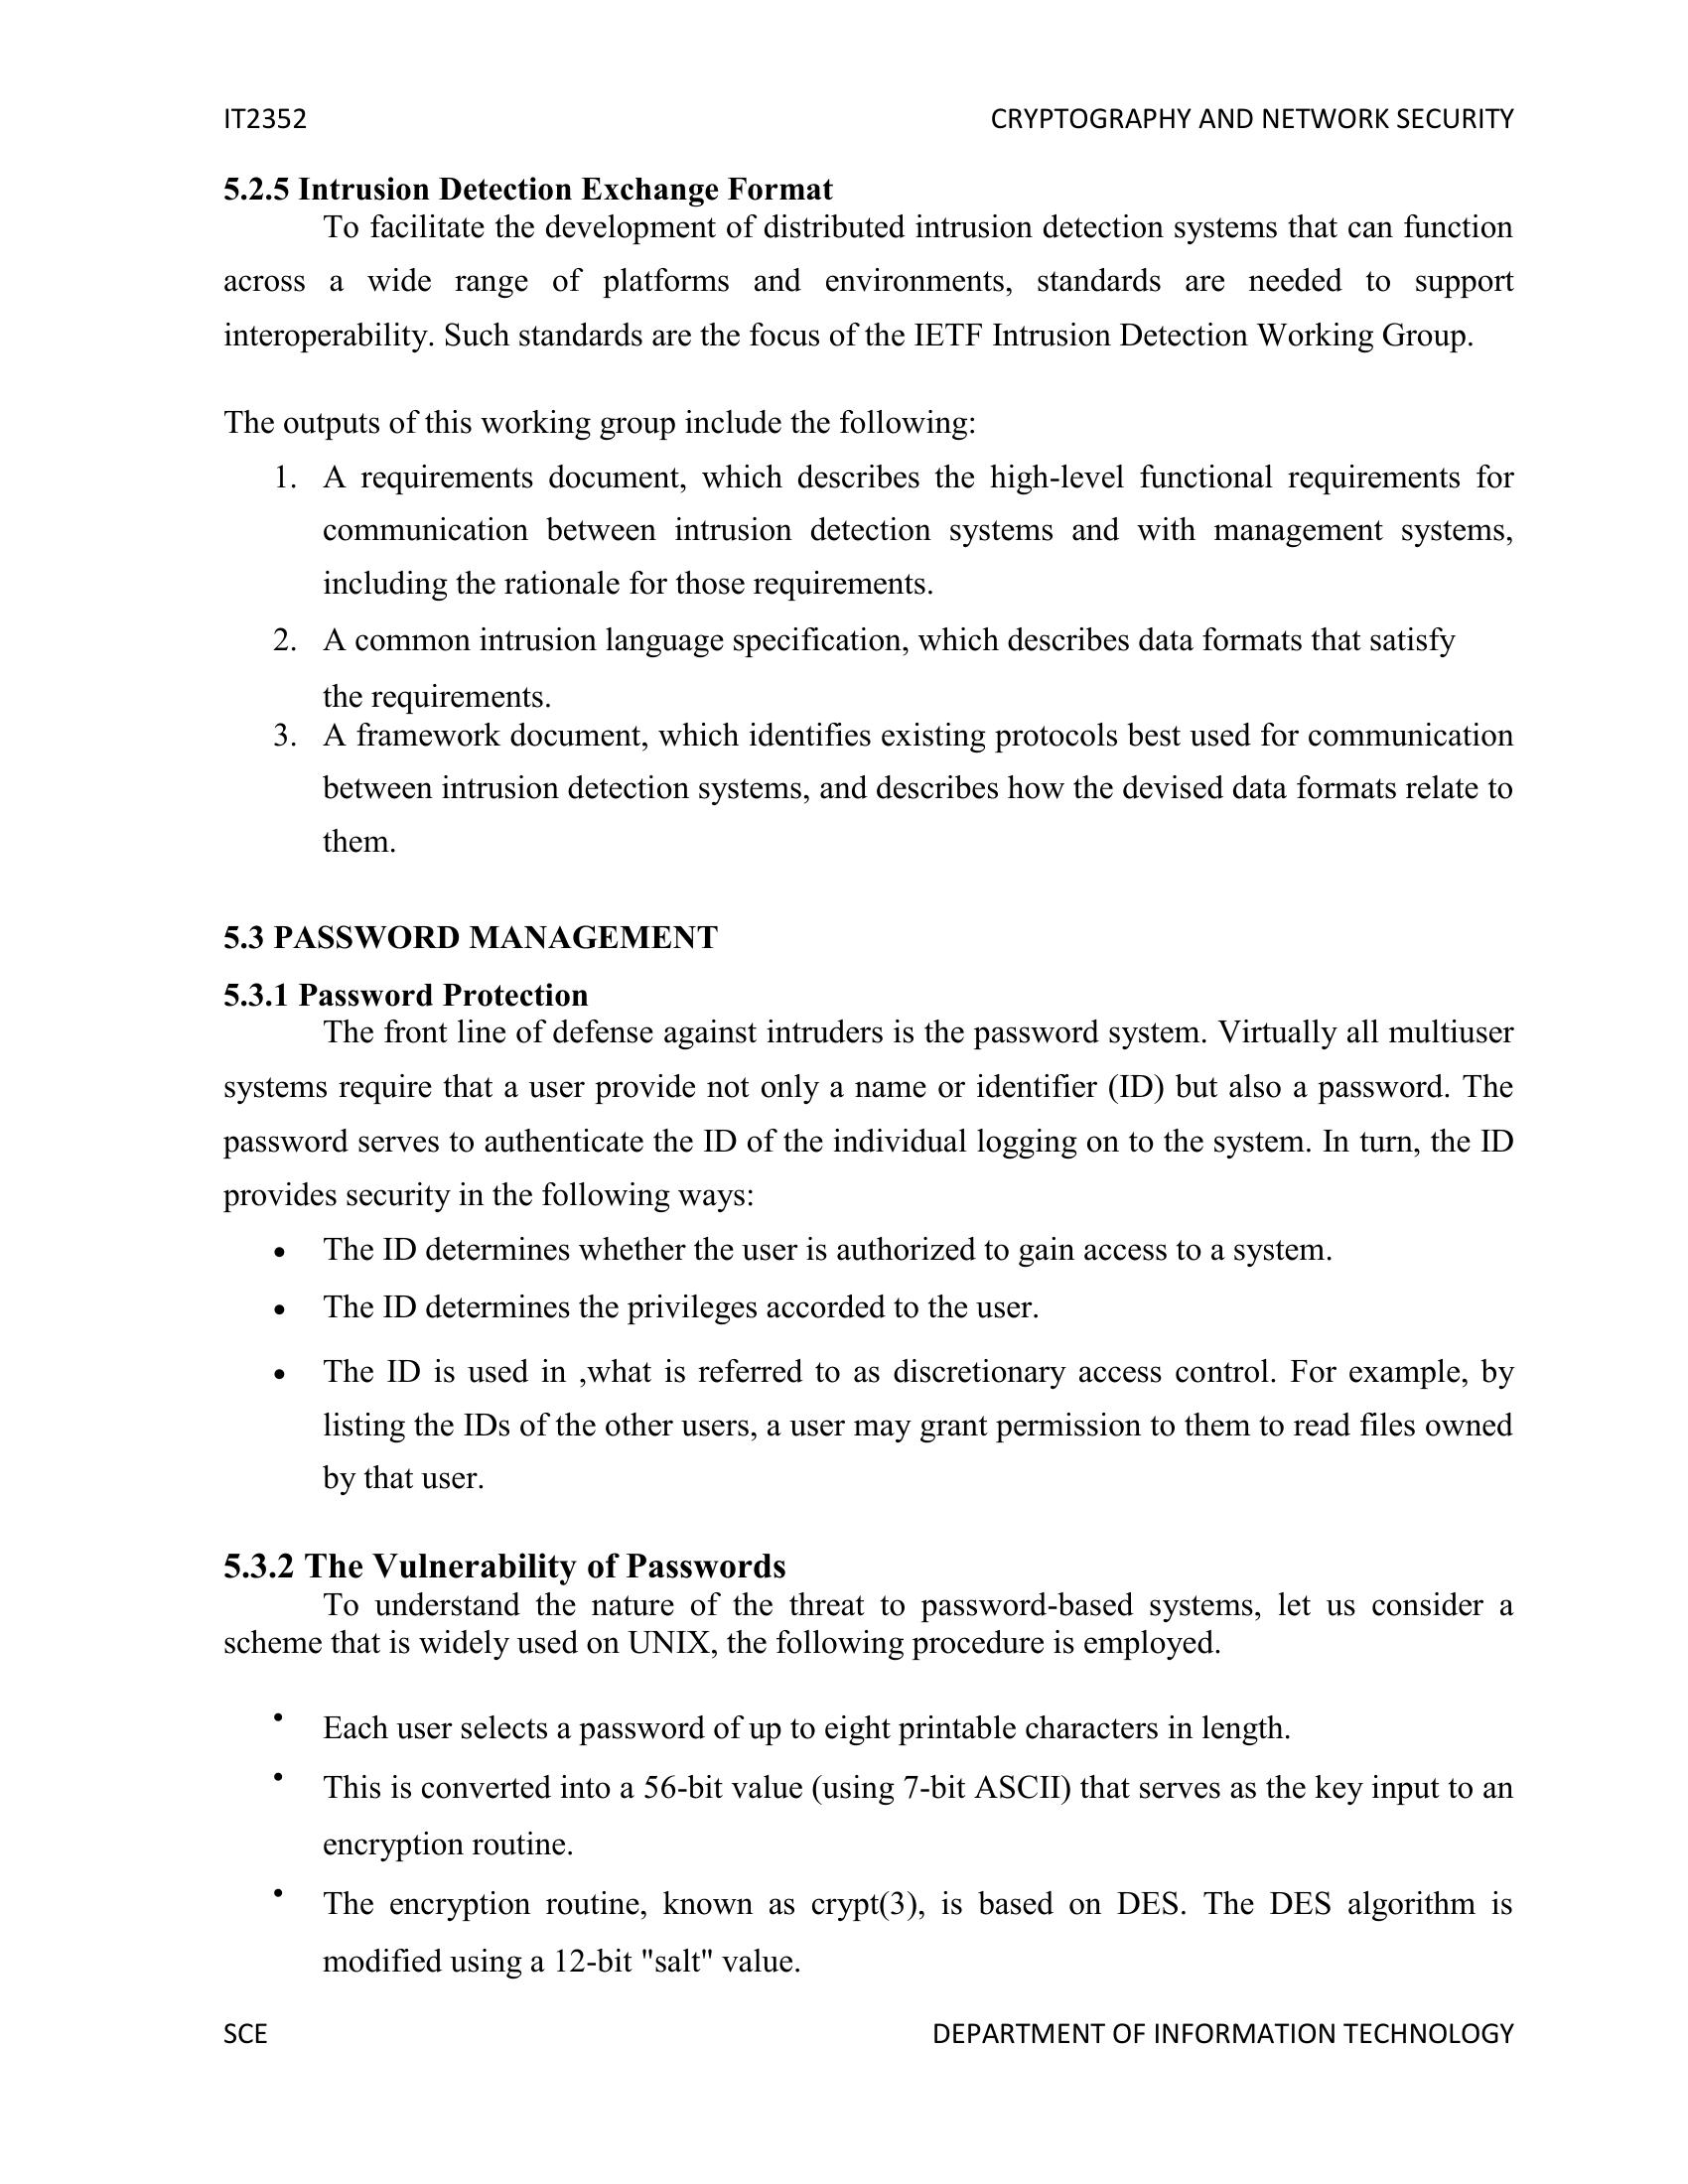 IT2352 CRYPTOGRAPHY AND NETWORK SECURITY
5.2.5 Intrusion Detection Exchange Format
To facilitate the development of distributed intrusion detection systems that can function
across a wide range of platforms and environments, standards are needed to support
interoperability. Such standards are the focus of the IETF Intrusion Detection Working Group.
The outputs of this working group include the following:
1. A requirements document, which describes the high-level functional requirements for
communication between intrusion detection systems and with management systems,
including the rationale for those requirements.
2. A common intrusion language specification, which describes data formats that satisfy
the requirements.
3. A framework document, which identifies existing protocols best used for communication
between intrusion detection systems, and describes how the devised data formats relate to
them.
5.3 PASSWORD MANAGEMENT
5.3.1 Password Protection
The front line of defense against intruders is the password system. Virtually all multiuser
systems require that a user provide not only a name or identifier (ID) but also a password. The
password serves to authenticate the ID of the individual logging on to the system. In turn, the ID
provides security in the following ways:
• The ID determines whether the user is authorized to gain access to a system.
• The ID determines the privileges accorded to the user.
• The ID is used in ,what is referred to as discretionary access control. For example, by
listing the IDs of the other users, a user may grant permission to them to read files owned
by that user.
5.3.2 The Vulnerability of Passwords
To understand the nature of the threat to password-based systems, let us consider a
scheme that is widely used on UNIX, the following procedure is employed.
• Each user selects a password of up to eight printable characters in length.
• This is converted into a 56-bit value (using 7-bit ASCII) that serves as the key input to an
encryption routine.
• The encryption routine, known as crypt(3), is based on DES. The DES algorithm is
modified using a 12-bit "salt" value.
SCE DEPARTMENT OF INFORMATION TECHNOLOGY